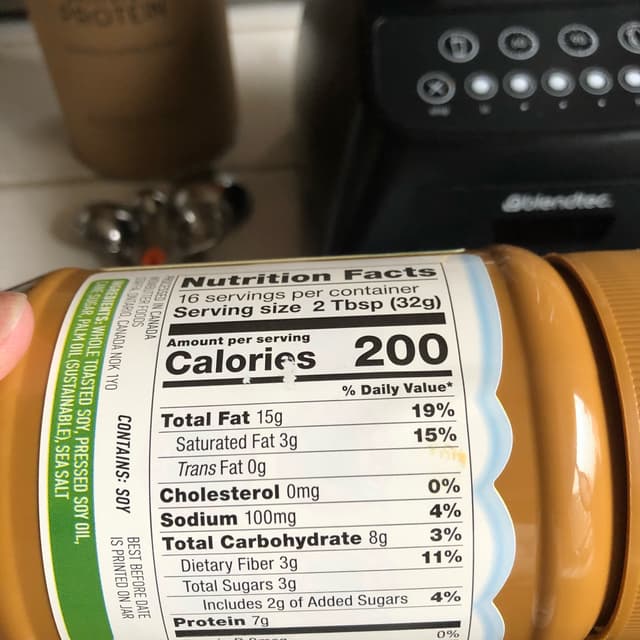 PROTEIN
blendtec
Nutrition Facts
16 servings per container
Serving size 2 Tbsp (32g)
Amount per serving
Calories 200
% Daily Value*
Total Fat 15g 19%
Saturated Fat 3g 15%
Trans Fat 0g
Cholesterol 0mg 0%
Sodium 100mg 4%
Total Carbohydrate 8g 3%
Dietary Fiber 3g 11%
Total Sugars 3g
Includes 2g of Added Sugars 4%
Protein 7g
0%
IN CANADA
FOODS
CANADA N0K 1Y0
CONTAINS: SOY
BEST BEFORE DATE
IS PRINTED ON JAR
INGREDIENTS: WHOLE TOASTED SOY, PRESSED SOY OIL,
SUGAR, PALM OIL (SUSTAINABLE), SEA SALT